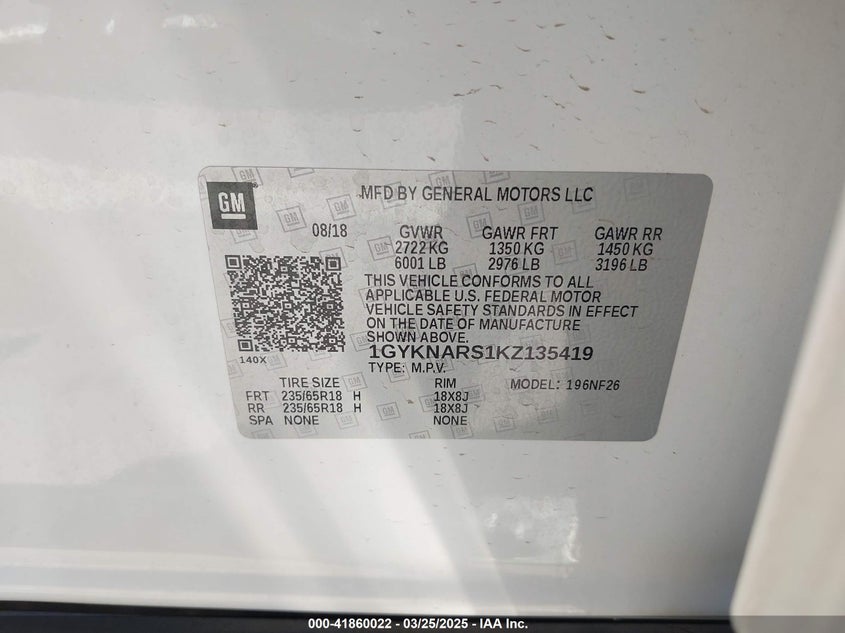 GM
MFD BY GENERAL MOTORS LLC
08/18 GVWR GAWR FRT GAWR RR
2722 KG 1350 KG 1450 KG
6001 LB 2976 LB 3196 LB
THIS VEHICLE CONFORMS TO ALL
APPLICABLE U.S. FEDERAL MOTOR
VEHICLE SAFETY STANDARDS IN EFFECT
ON THE DATE OF MANUFACTURE
SHOWN ABOVE.
140X
1GYKNARS1KZ135419
TYPE: M.P.V.
MODEL: 196NF26
TIRE SIZE RIM
FRT 235/65R18 H 18X8J
RR 235/65R18 H 18X8J
SPA NONE NONE
000-41860022 — 03/25/2025 — IAA Inc.